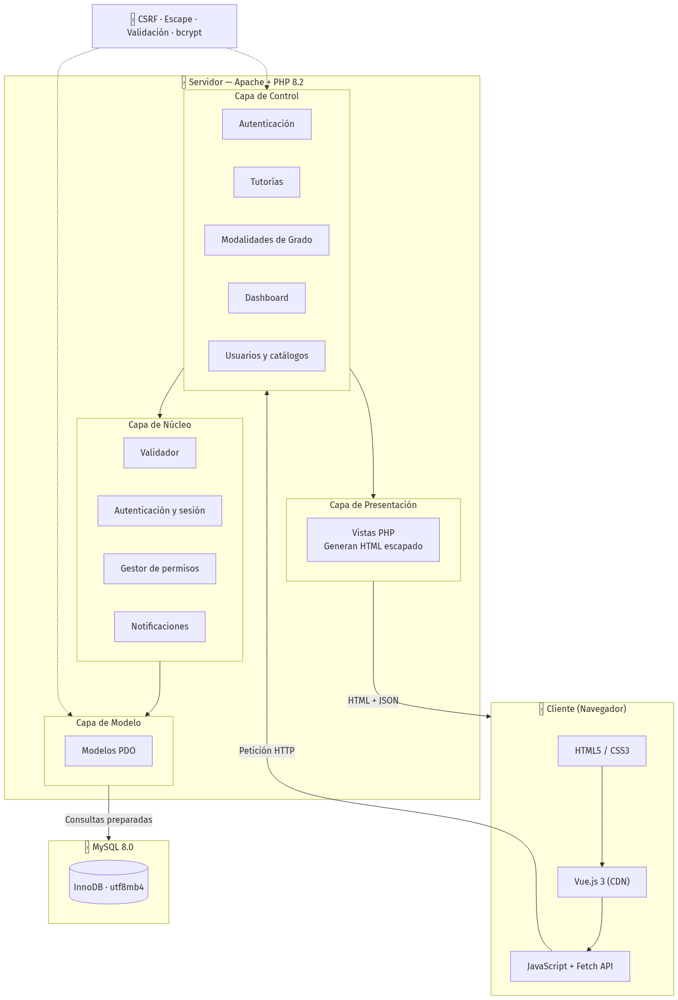 CSRF · Escape ·
Validación · bcrypt
Servidor — Apache + PHP 8.2
Capa de Control
Autenticación
Tutorías
Modalidades de Grado
Dashboard
Usuarios y catálogos
Capa de Núcleo
Validador
Autenticación y sesión
Gestor de permisos
Notificaciones
Capa de Presentación
Vistas PHP
Generan HTML escapado
HTML + JSON
Petición HTTP
Capa de Modelo
Modelos PDO
Consultas preparadas
MySQL 8.0
InnoDB · utf8mb4
Cliente (Navegador)
HTML5 / CSS3
Vue.js 3 (CDN)
JavaScript + Fetch API